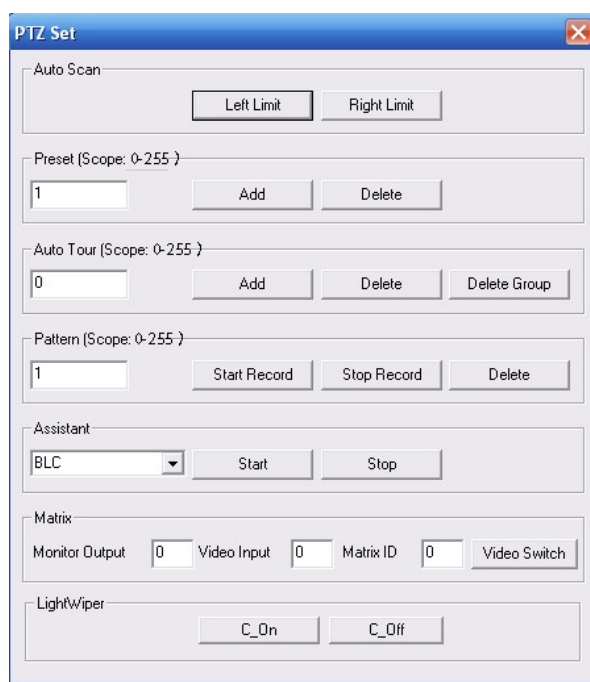 PTZ Set
Auto Scan
Left Limit Right Limit
Preset (Scope: 0-255 )
1 Add Delete
Auto Tour (Scope: 0-255 )
0 Add Delete Delete Group
Pattern (Scope: 0-255 )
1 Start Record Stop Record Delete
Assistant
BLC Start Stop
Matrix
Monitor Output 0 Video Input 0 Matrix ID 0 Video Switch
LightWiper
C_On C_Off